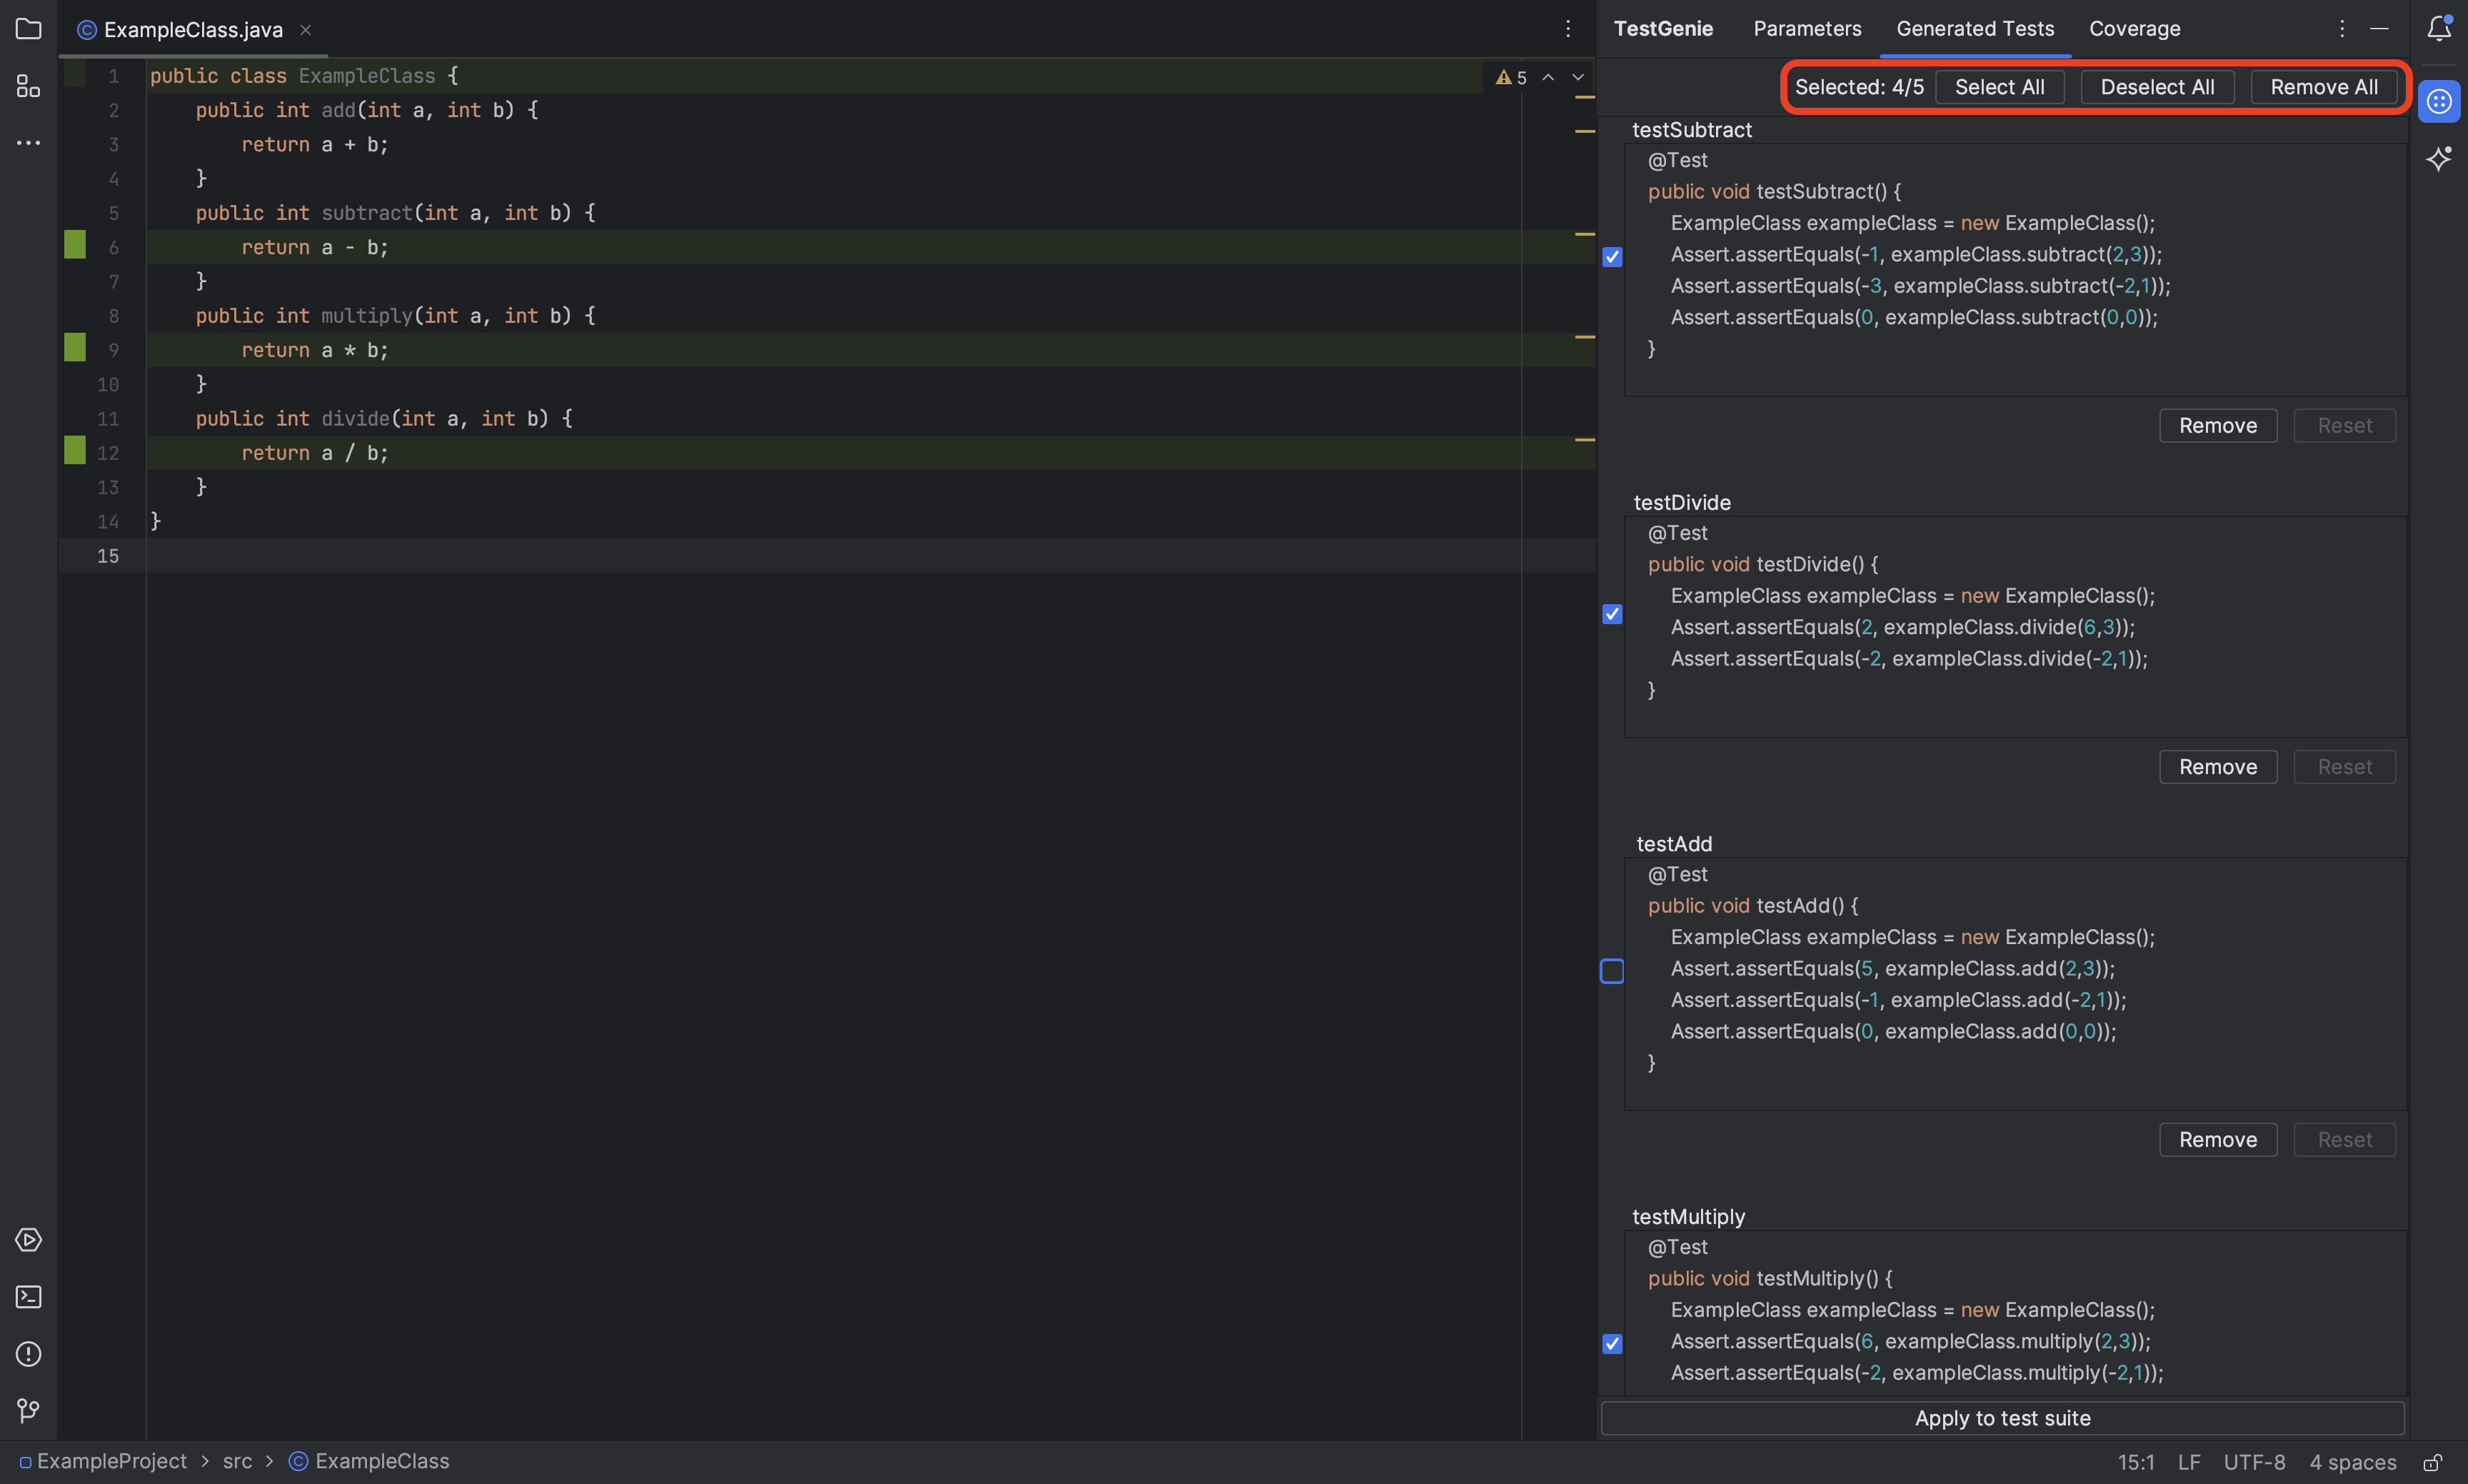 ExampleClass.java
1 public class ExampleClass {
2 public int add(int a, int b) {
3 return a + b;
4 }
5 public int subtract(int a, int b) {
6 return a - b;
7 }
8 public int multiply(int a, int b) {
9 return a * b;
10 }
11 public int divide(int a, int b) {
12 return a / b;
13 }
14 }
15
5
TestGenie Parameters Generated Tests Coverage
Selected: 4/5 Select All Deselect All Remove All
testSubtract
@Test
public void testSubtract() {
ExampleClass exampleClass = new ExampleClass();
Assert.assertEquals(-1, exampleClass.subtract(2,3));
Assert.assertEquals(-3, exampleClass.subtract(-2,1));
Assert.assertEquals(0, exampleClass.subtract(0,0));
}
Remove Reset
testDivide
@Test
public void testDivide() {
ExampleClass exampleClass = new ExampleClass();
Assert.assertEquals(2, exampleClass.divide(6,3));
Assert.assertEquals(-2, exampleClass.divide(-2,1));
}
Remove Reset
testAdd
@Test
public void testAdd() {
ExampleClass exampleClass = new ExampleClass();
Assert.assertEquals(5, exampleClass.add(2,3));
Assert.assertEquals(-1, exampleClass.add(-2,1));
Assert.assertEquals(0, exampleClass.add(0,0));
}
Remove Reset
testMultiply
@Test
public void testMultiply() {
ExampleClass exampleClass = new ExampleClass();
Assert.assertEquals(6, exampleClass.multiply(2,3));
Assert.assertEquals(-2, exampleClass.multiply(-2,1));
Apply to test suite
ExampleProject > src > ExampleClass
15:1 LF UTF-8 4 spaces